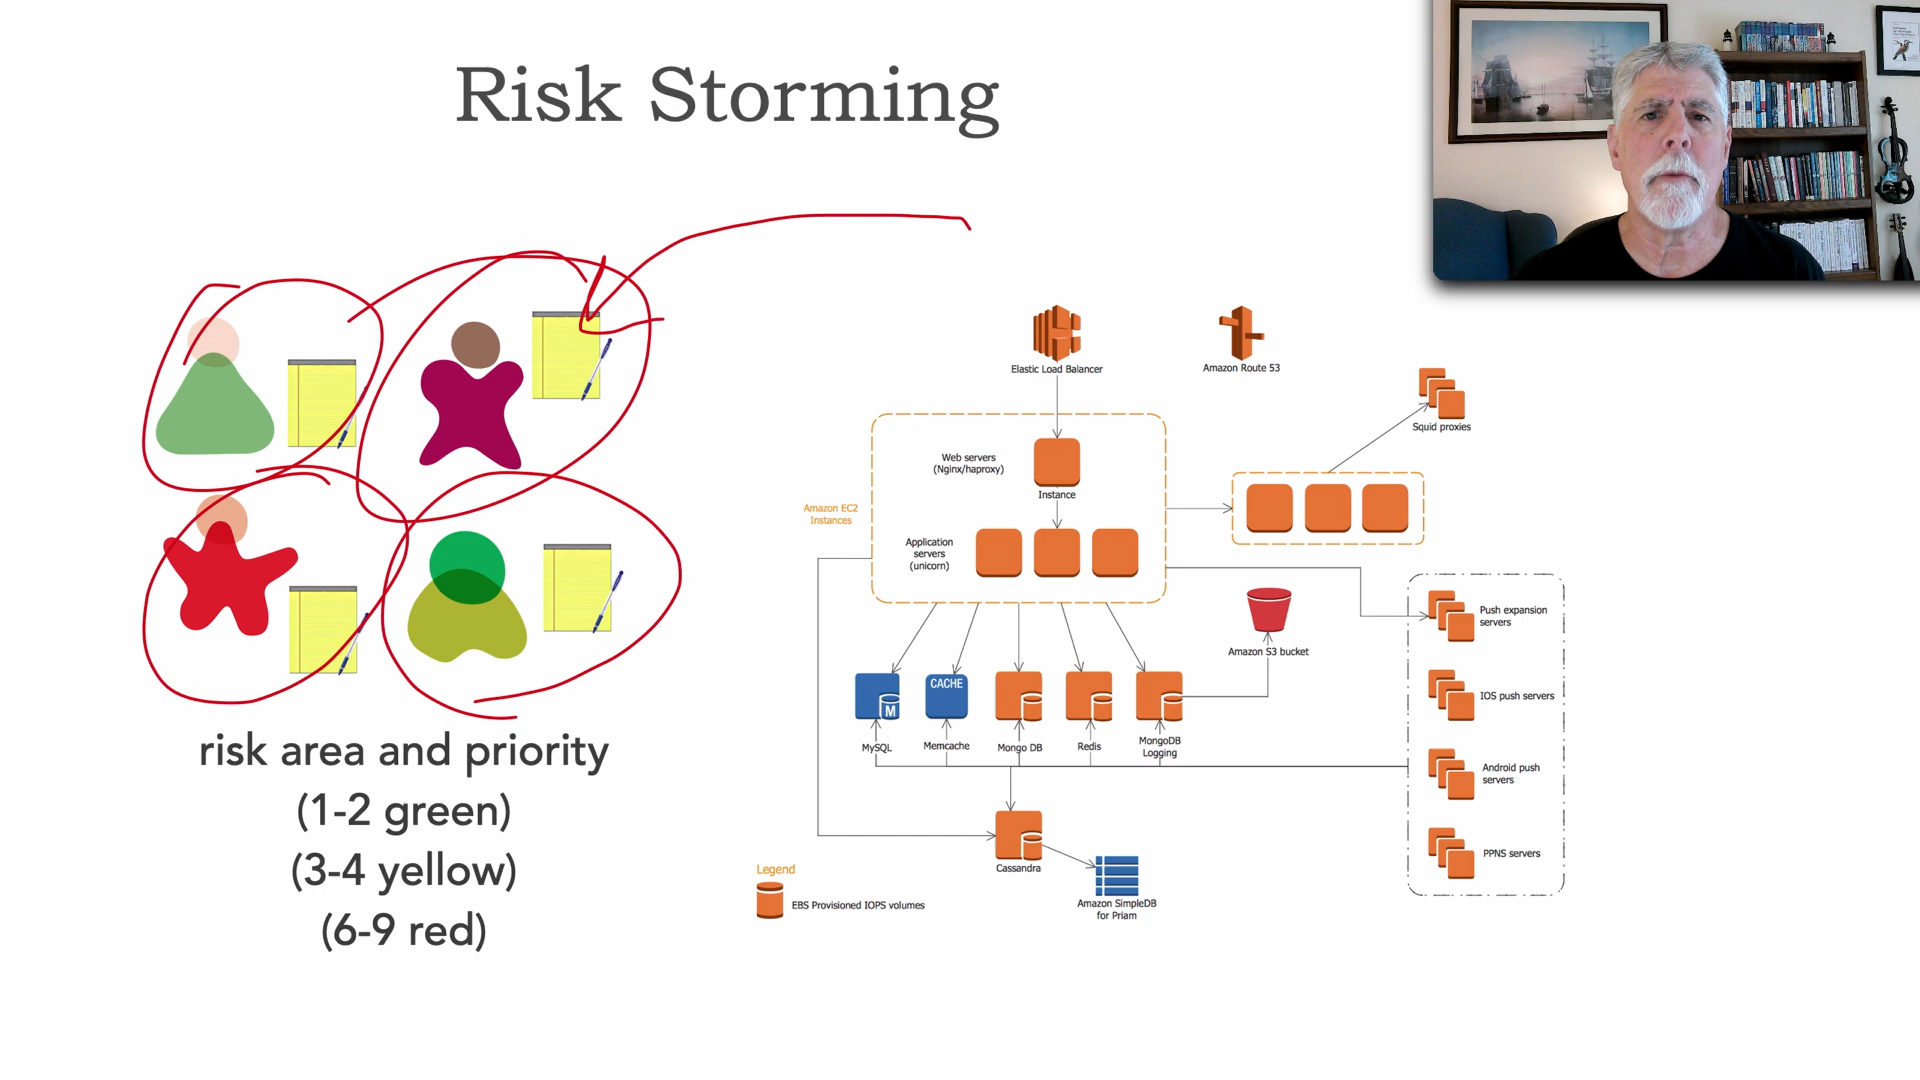 Risk Storming
Elastic Load Balancer
Amazon Route 53
Squid proxies
Web servers
(Nginx/haproxy)
Instance
Amazon EC2
Instances
Application
servers
(unicorn)
Push expansion
servers
Amazon S3 bucket
IOS push servers
CACHE
M
MySQL
Memcache
Mongo DB
Redis
MongoDB
Logging
Android push
servers
PPNS servers
Cassandra
Amazon SimpleDB
for Priam
Legend
EBS Provisioned IOPS volumes
risk area and priority
(1-2 green)
(3-4 yellow)
(6-9 red)